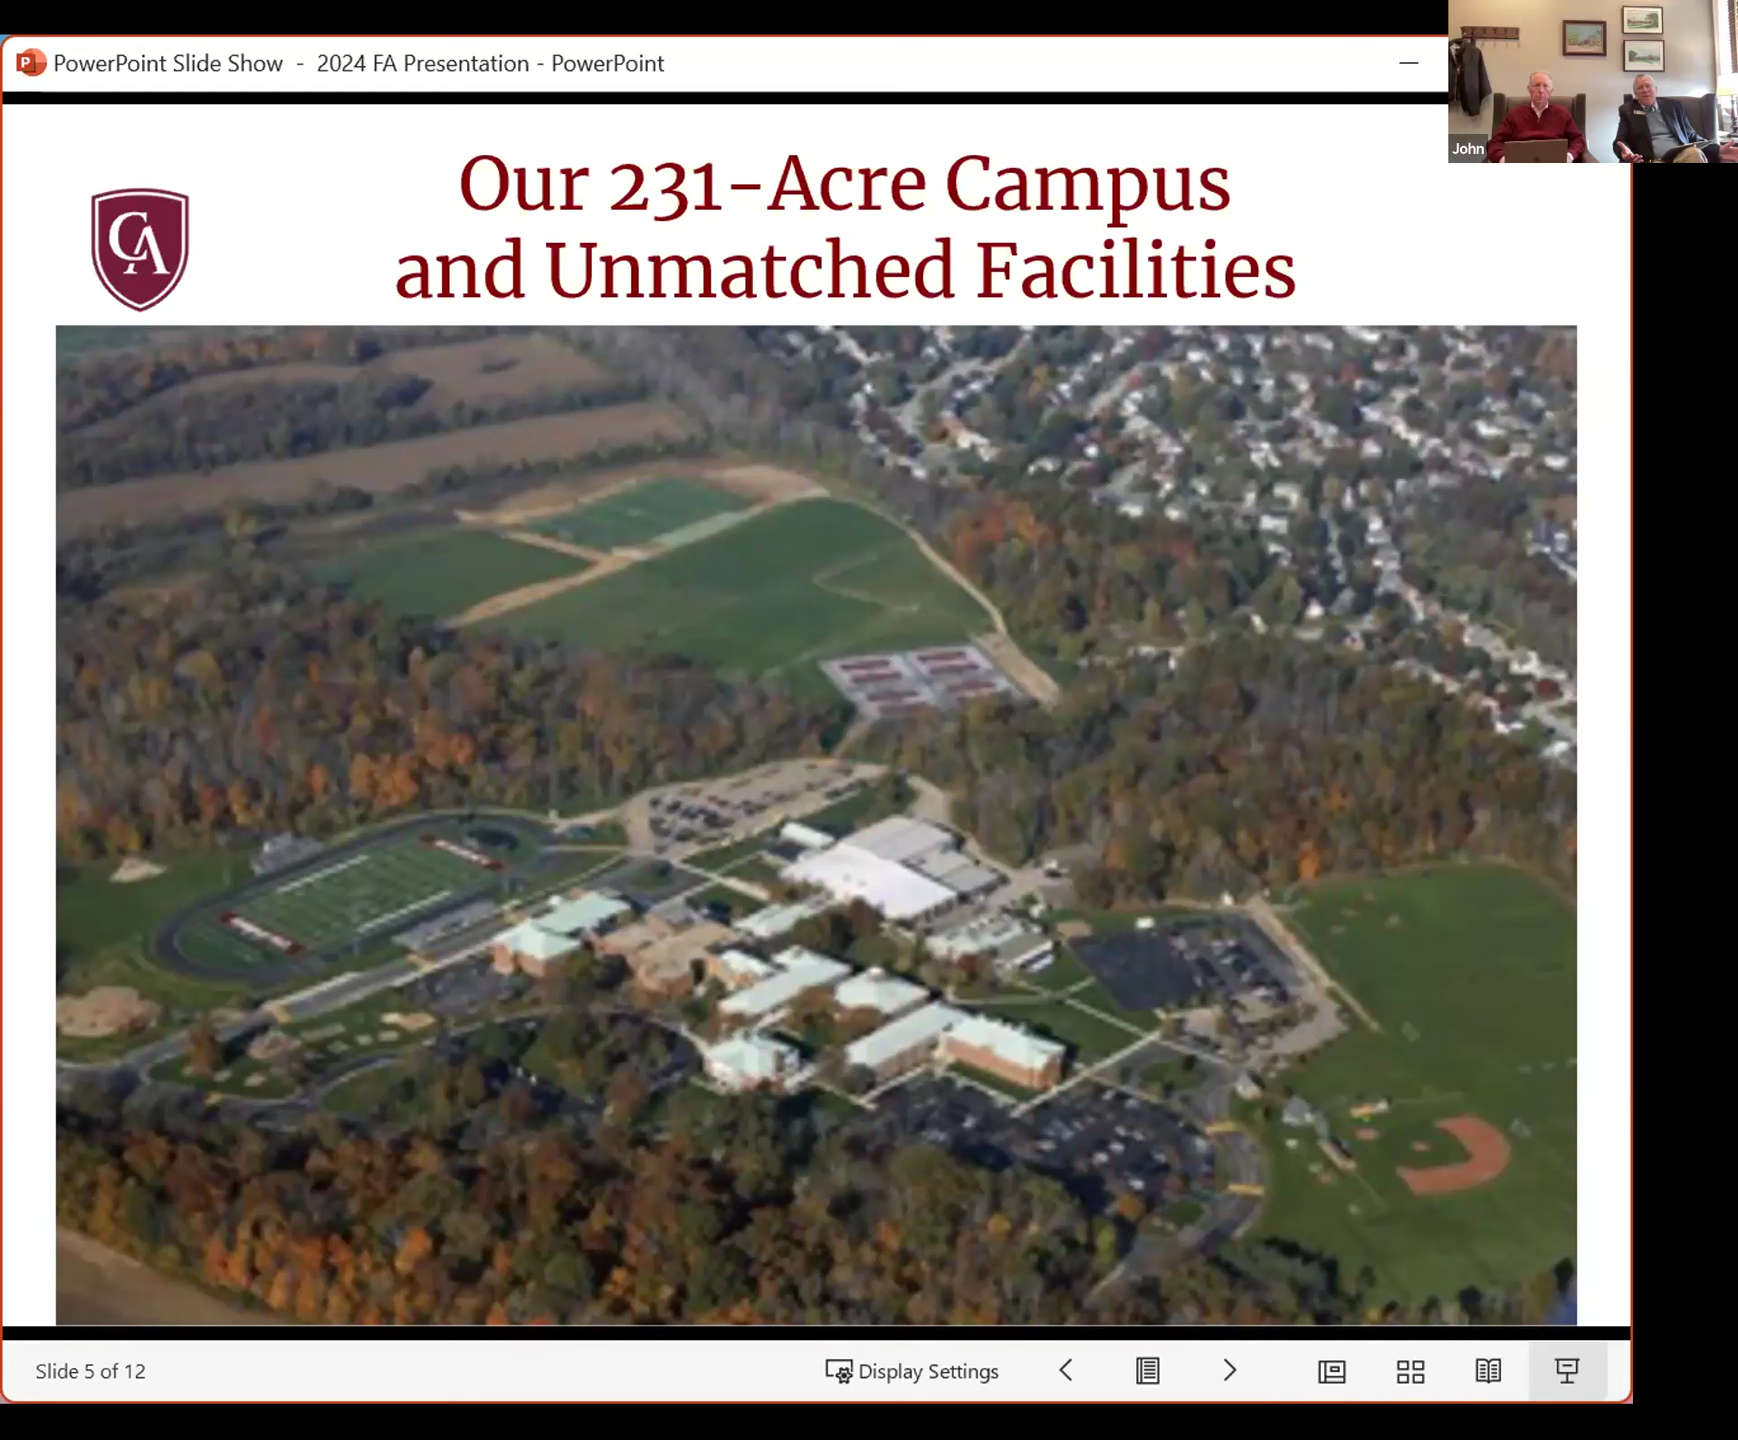 PowerPoint Slide Show - 2024 FA Presentation - PowerPoint
John
Our 231-Acre Campus
and Unmatched Facilities
CA
Slide 5 of 12
Display Settings